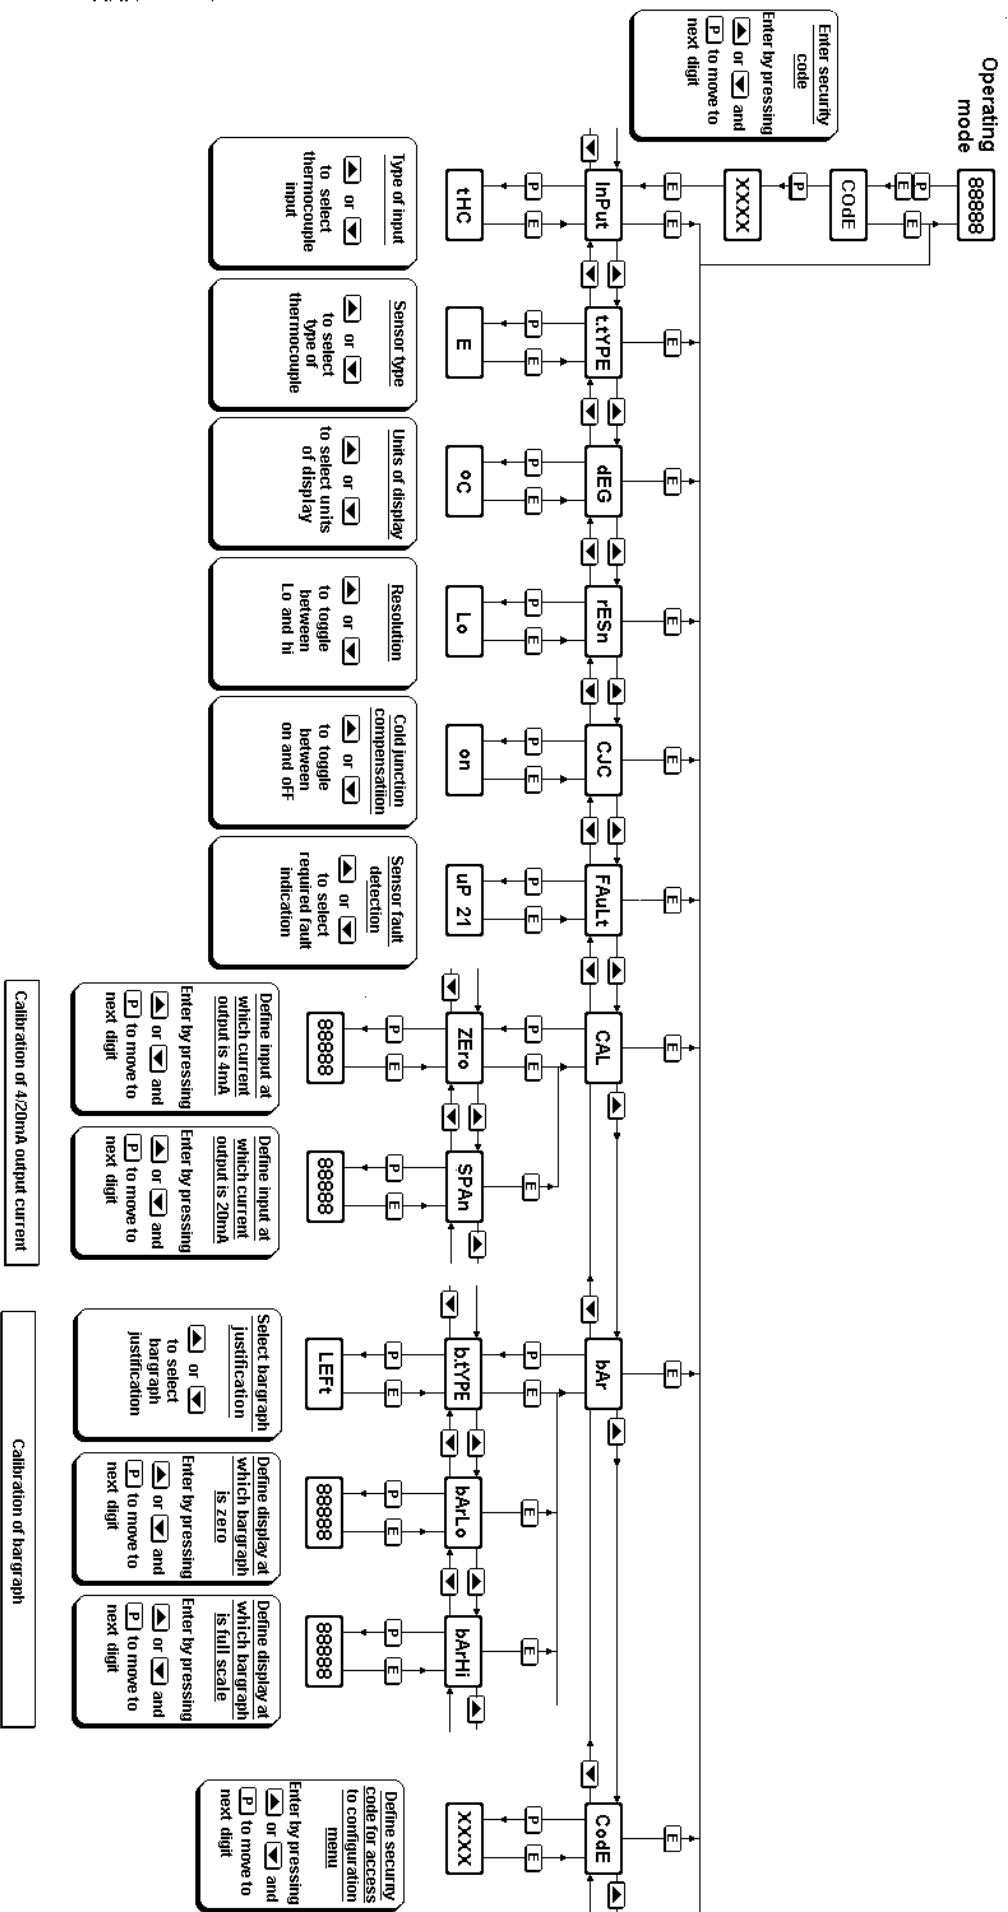 Operating
mode
88888
P
E
E
COdE
P
XXXX
Enter security
code
Enter by pressing
▲ or ▼ and
P to move to
next digit
E
E
E
E
E
E
E
E
E
E
InPut
t.tYPE
dEG
rESn
CJC
FAuLt
CAL
bAr
CodE
P
E
P
E
P
E
P
E
P
E
P
E
P
E
E
P
E
E
E
P
E
tHC
E
°C
Lo
on
uP 21
ZEro
SPAn
b.tYPE
bArLo
bArHi
XXXX
P
E
P
E
P
E
P
E
P
E
88888
88888
LEFt
88888
88888
Type of input
▲ or ▼
to select
thermocouple
input
Sensor type
▲ or ▼
to select
type of
thermocouple
Units of display
▲ or ▼
to select units
of display
Resolution
▲ or ▼
to toggle
between
Lo and hi
Cold junction
compensatiion
▲ or ▼
to toggle
between
on and oFF
Sensor fault
detection
▲ or ▼
to select
required fault
indication
Define input at
which current
output is 4mA
Enter by pressing
▲ or ▼ and
P to move to
next digit
Define input at
which current
output is 20mA
Enter by pressing
▲ or ▼ and
P to move to
next digit
Select bargraph
justification
▲ or ▼
to select
bargraph
justification
Define display at
which bargraph
is zero
Enter by pressing
▲ or ▼ and
P to move to
next digit
Define display at
which bargraph
is full scale
Enter by pressing
▲ or ▼ and
P to move to
next digit
Define security
code for access
to configuration
menu
Enter by pressing
▲ or ▼ and
P to move to
next digit
Calibration of 4/20mA output current
Calibration of bargraph